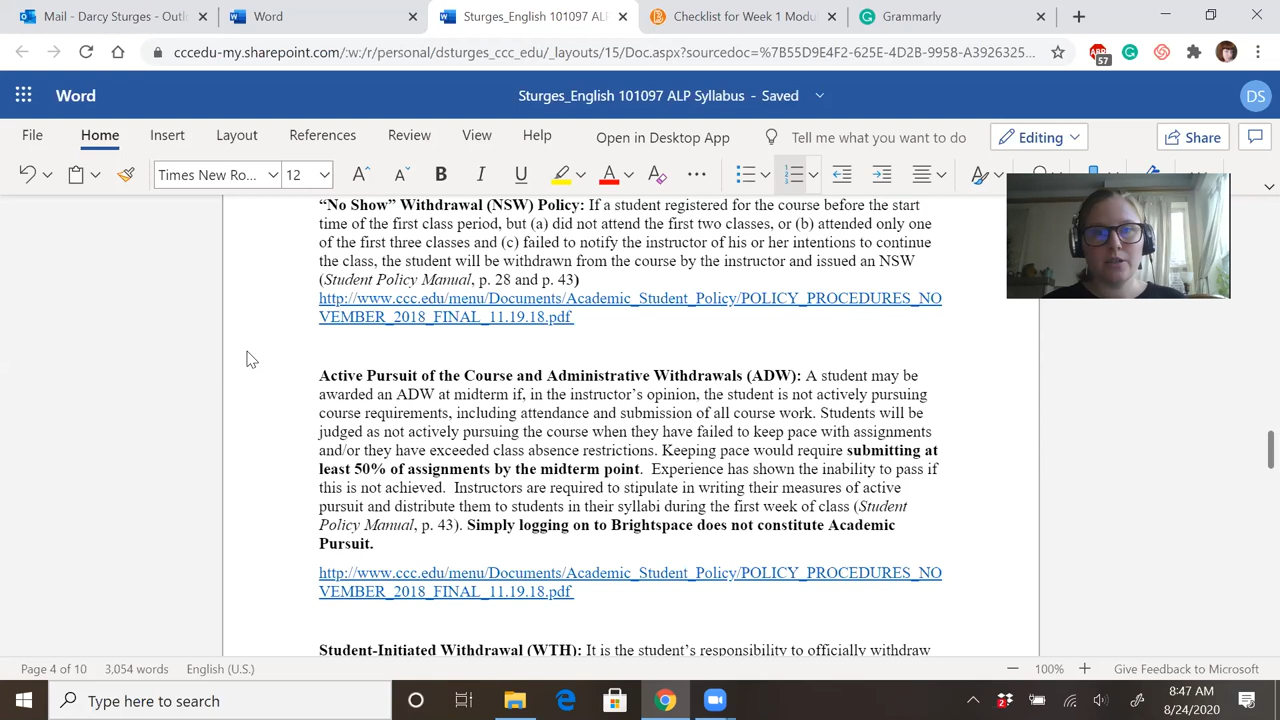 Mail - Darcy Sturges - Outl
Word
Sturges_English 101097 ALP
Checklist for Week 1 Modu
Grammarly
cccedu-my.sharepoint.com/:w:/r/personal/dsturges_ccc_edu/_layouts/15/Doc.aspx?sourcedoc=%7B55D9E4F2-625E-4D2B-9958-A3926325...
57
Word
Sturges_English 101097 ALP Syllabus - Saved
DS
File
Home
Insert
Layout
References
Review
View
Help
Open in Desktop App
Tell me what you want to do
Editing
Share
Times New Ro...
12
“No Show” Withdrawal (NSW) Policy: If a student registered for the course before the start
time of the first class period, but (a) did not attend the first two classes, or (b) attended only one
of the first three classes and (c) failed to notify the instructor of his or her intentions to continue
the class, the student will be withdrawn from the course by the instructor and issued an NSW
(Student Policy Manual, p. 28 and p. 43)
http://www.ccc.edu/menu/Documents/Academic_Student_Policy/POLICY_PROCEDURES_NO
VEMBER_2018_FINAL_11.19.18.pdf
Active Pursuit of the Course and Administrative Withdrawals (ADW): A student may be
awarded an ADW at midterm if, in the instructor’s opinion, the student is not actively pursuing
course requirements, including attendance and submission of all course work. Students will be
judged as not actively pursuing the course when they have failed to keep pace with assignments
and/or they have exceeded class absence restrictions. Keeping pace would require submitting at
least 50% of assignments by the midterm point. Experience has shown the inability to pass if
this is not achieved. Instructors are required to stipulate in writing their measures of active
pursuit and distribute them to students in their syllabi during the first week of class (Student
Policy Manual, p. 43). Simply logging on to Brightspace does not constitute Academic
Pursuit.
http://www.ccc.edu/menu/Documents/Academic_Student_Policy/POLICY_PROCEDURES_NO
VEMBER_2018_FINAL_11.19.18.pdf
Student-Initiated Withdrawal (WTH): It is the student’s responsibility to officially withdraw
Page 4 of 10
3,054 words
English (U.S.)
100%
Give Feedback to Microsoft
Type here to search
8:47 AM
8/24/2020